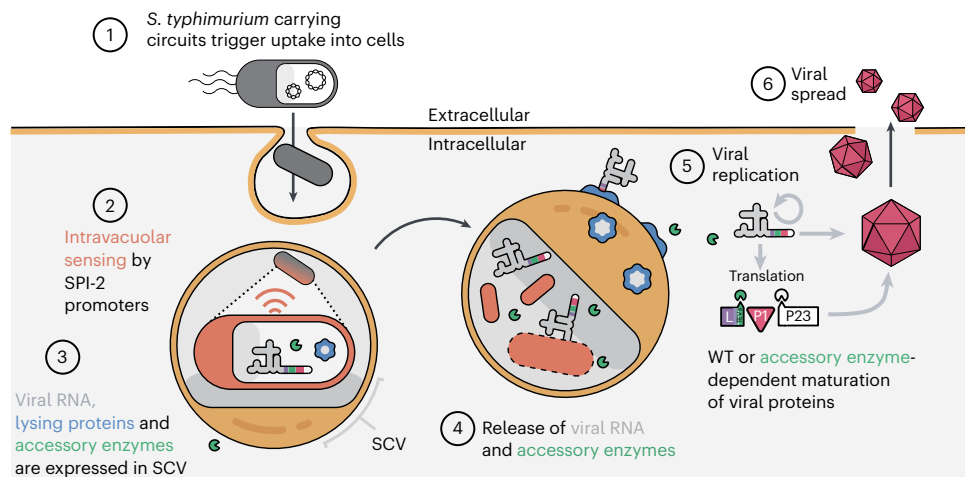 1
S. typhimurium carrying
circuits trigger uptake into cells
Extracellular
Intracellular
2
Intravacuolar
sensing by
SPI-2
promoters
3
Viral RNA,
lysing proteins and
accessory enzymes
are expressed in SCV
SCV
4
Release of viral RNA
and accessory enzymes
5
Viral
replication
Translation
L
P1
P23
WT or accessory enzyme-
dependent maturation
of viral proteins
6
Viral
spread